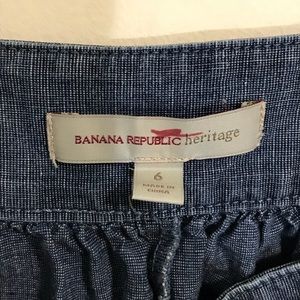 BANANA REPUBLIC heritage
6
MADE IN
CHINA